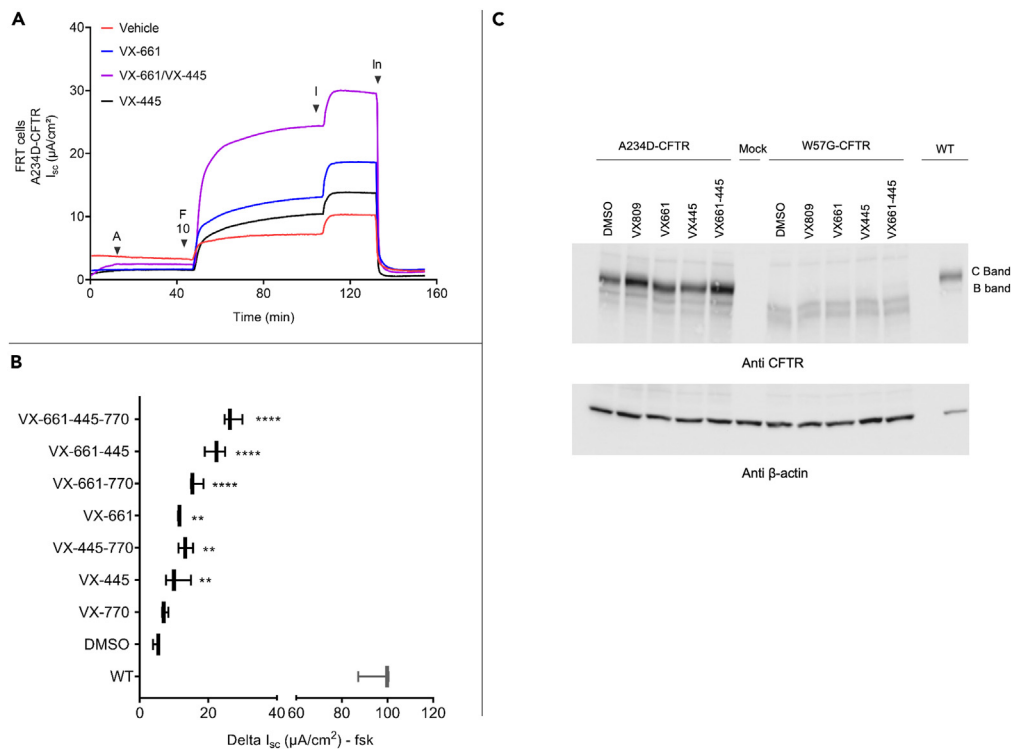 A
40
30
20
10
0
FRT cells
A234D-CFTR
Isc (µA/cm²)
Vehicle
VX-661
VX-661/VX-445
VX-445
A
F
10
I
In
0
40
80
120
160
Time (min)
B
VX-661-445-770
****
VX-661-445
****
VX-661-770
****
VX-661
**
VX-445-770
**
VX-445
**
VX-770
DMSO
WT
0
20
40
60
80
100
120
Delta Isc (µA/cm²) - fsk
C
A234D-CFTR
Mock
W57G-CFTR
WT
DMSO
VX809
VX661
VX445
VX661-445
DMSO
VX809
VX661
VX445
VX661-445
C Band
B band
Anti CFTR
Anti β-actin